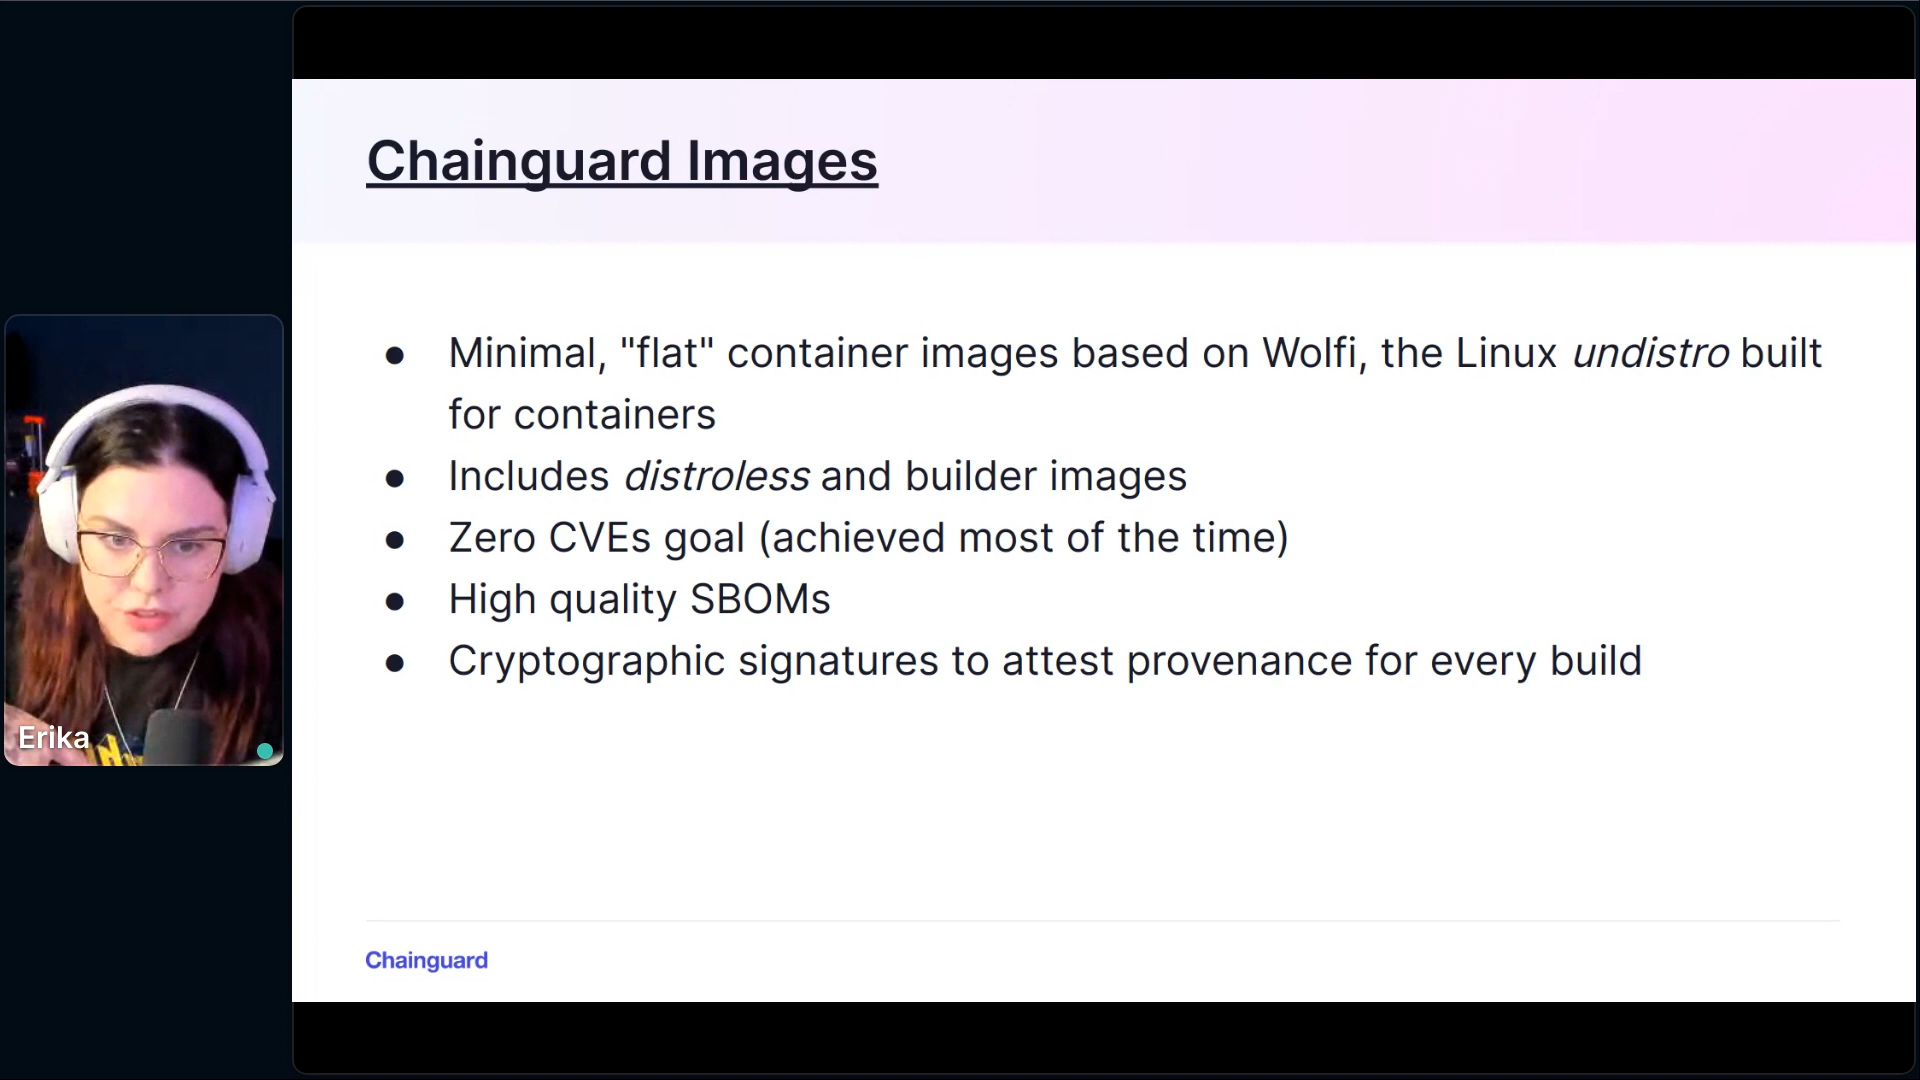 Chainguard Images
● Minimal, "flat" container images based on Wolfi, the Linux undistro built
for containers
● Includes distroless and builder images
● Zero CVEs goal (achieved most of the time)
● High quality SBOMs
● Cryptographic signatures to attest provenance for every build
Erika
Chainguard